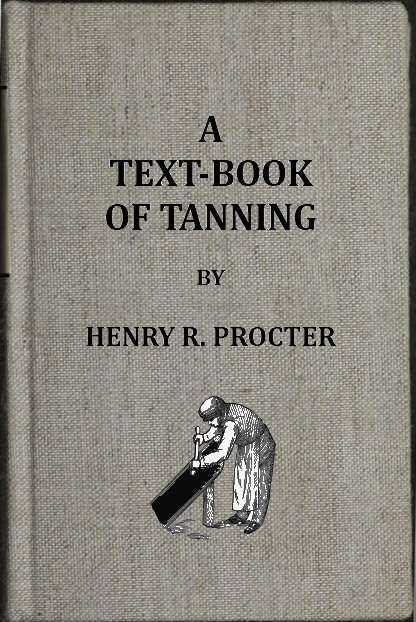 A
TEXT-BOOK
OF TANNING
BY
HENRY R. PROCTER